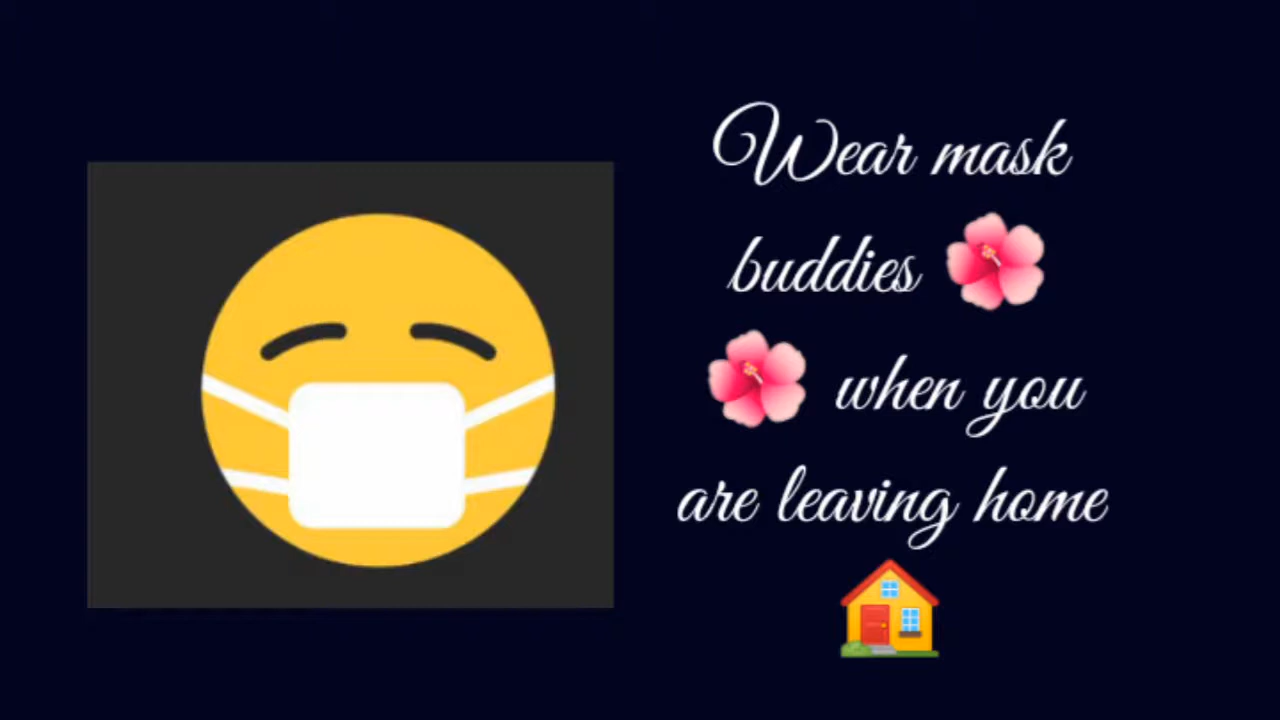 Wear mask
buddies 🌺
🌺 when you
are leaving home
🏠